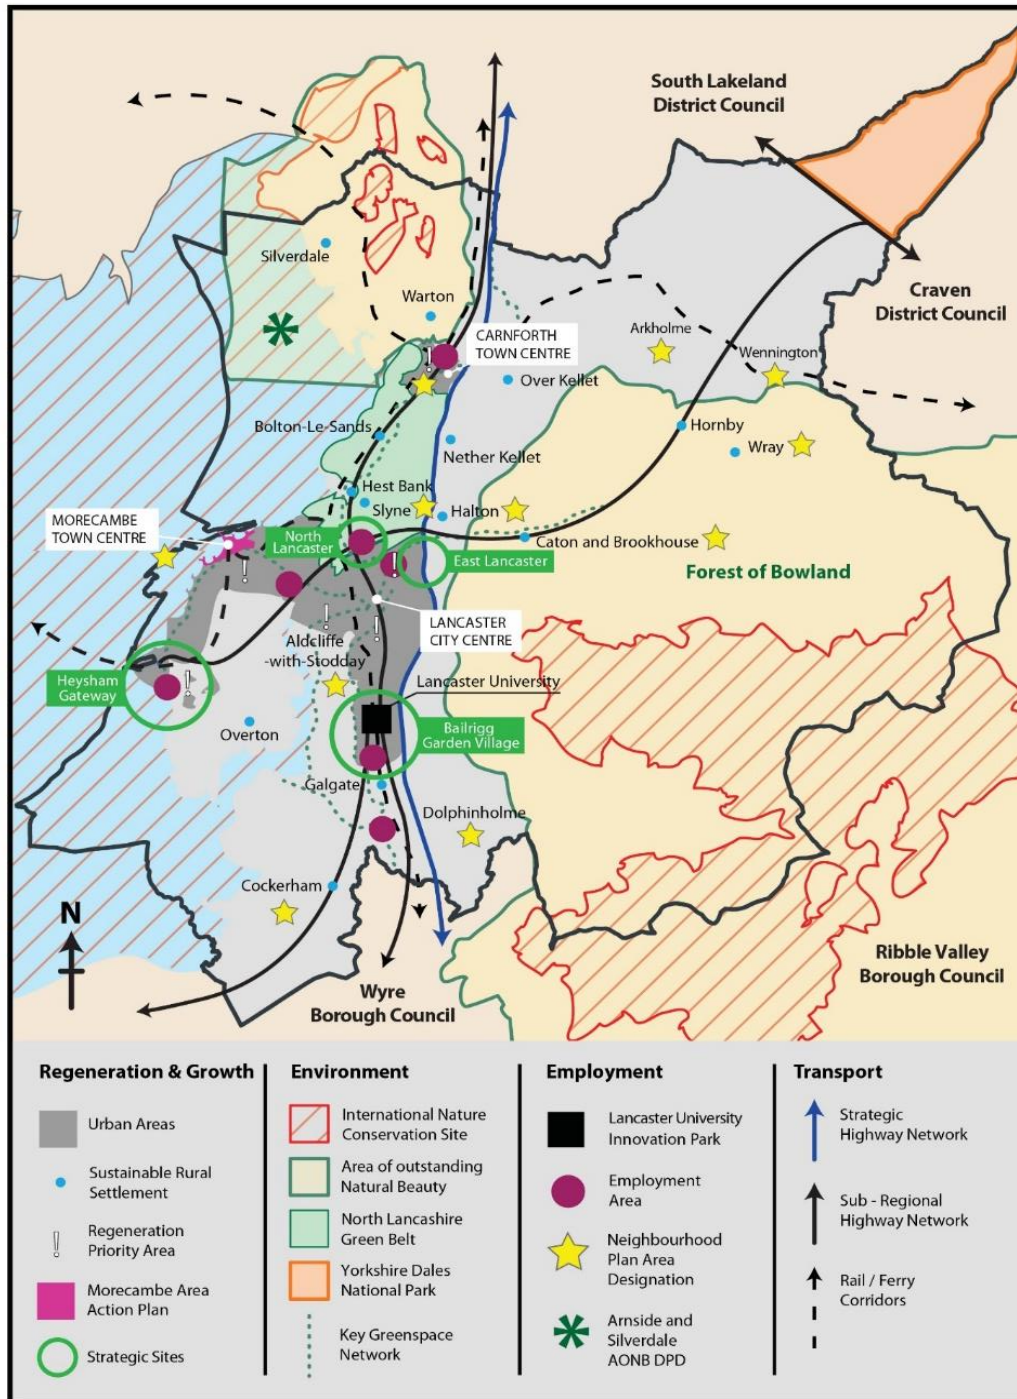 South Lakeland
District Council
Silverdale
Warton
CARNFORTH
TOWN CENTRE
Arkholme
Craven
District Council
Wennington
Over Kellet
Bolton-Le-Sands
Hornby
Nether Kellet
Wray
Hest Bank
Slyne
Halton
MORECAMBE
TOWN CENTRE
North
Lancaster
Caton and Brookhouse
East Lancaster
Forest of Bowland
LANCASTER
CITY CENTRE
Aldcliffe
-with-Stodday
Heysham
Gateway
Lancaster University
Overton
Bailrigg
Garden Village
Galgate
Dolphinholme
Cockerham
N
Wyre
Borough Council
Ribble Valley
Borough Council
Regeneration & Growth
Urban Areas
Sustainable Rural
Settlement
Regeneration
Priority Area
Morecambe Area
Action Plan
Strategic Sites
Environment
International Nature
Conservation Site
Area of outstanding
Natural Beauty
North Lancashire
Green Belt
Yorkshire Dales
National Park
Key Greenspace
Network
Employment
Lancaster University
Innovation Park
Employment
Area
Neighbourhood
Plan Area
Designation
Arnside and
Silverdale
AONB DPD
Transport
Strategic
Highway Network
Sub - Regional
Highway Network
Rail / Ferry
Corridors